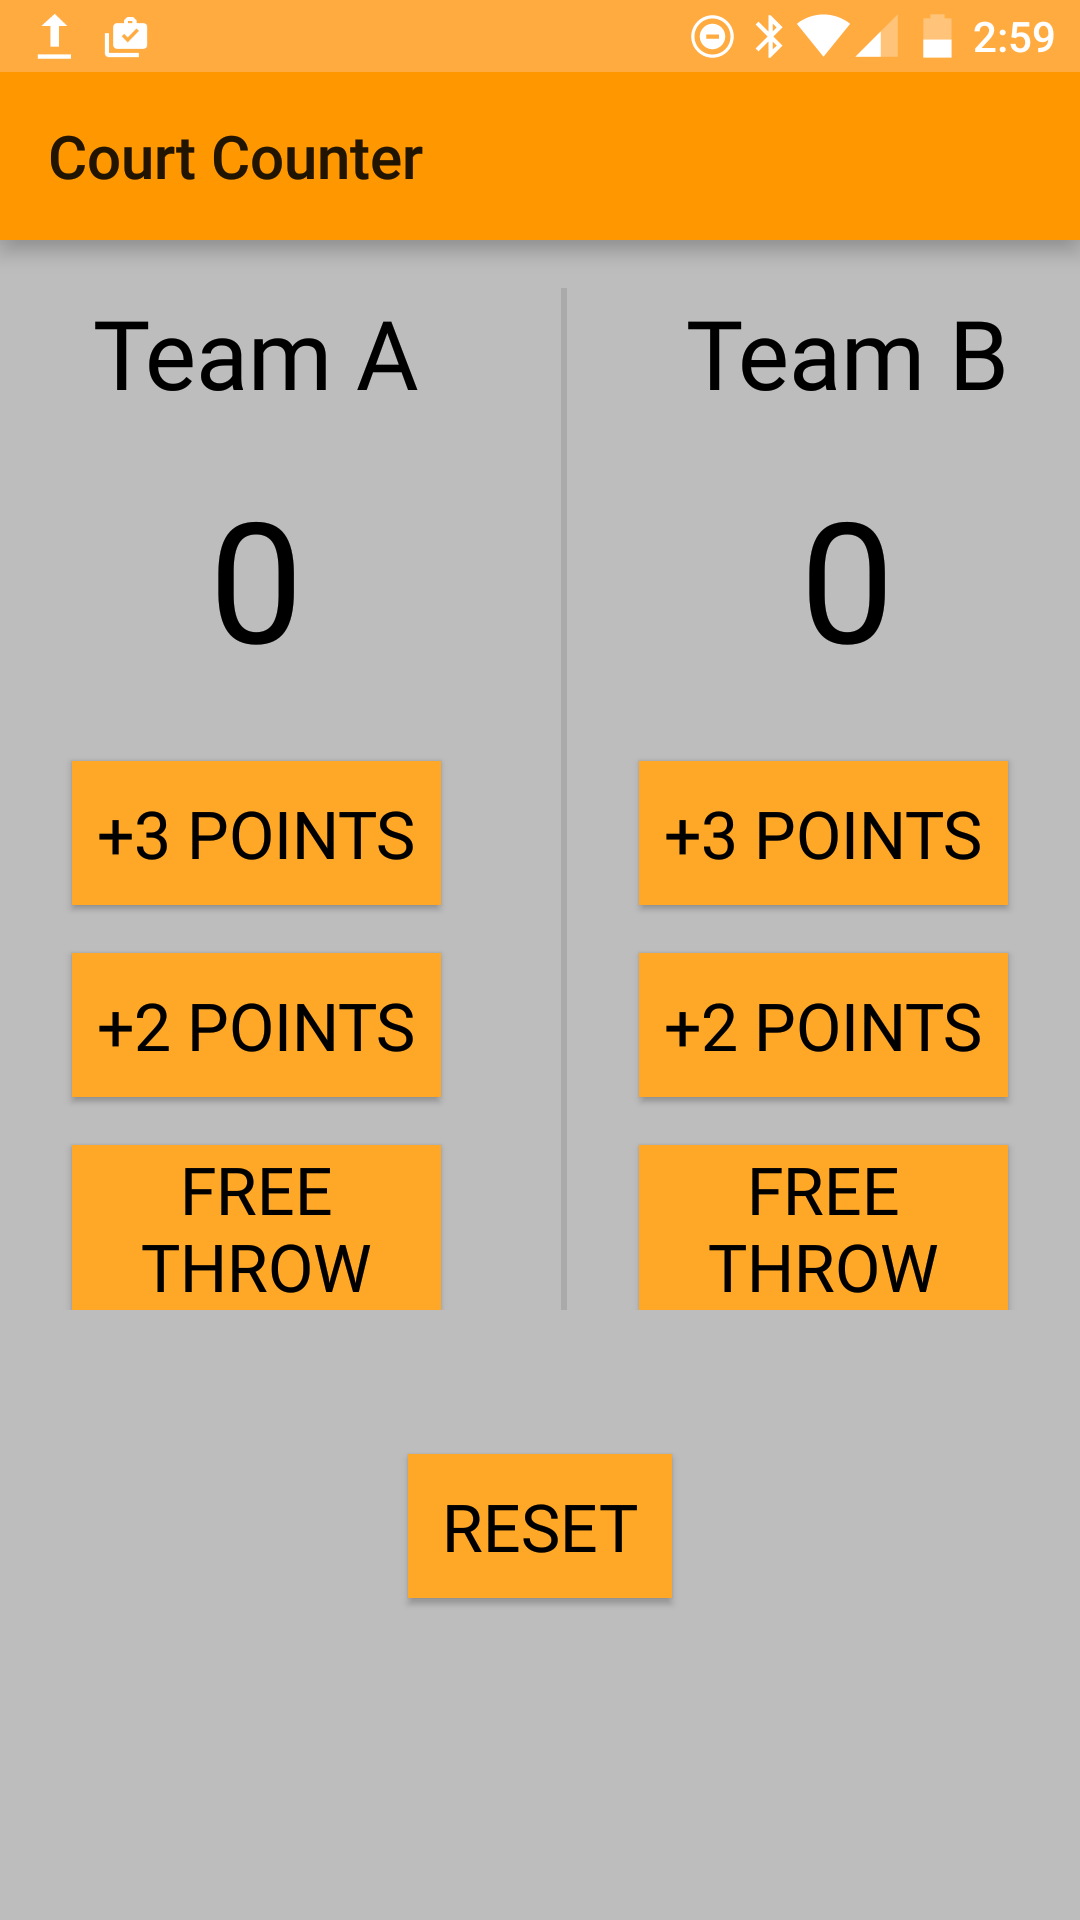 2:59
Court Counter
Team A
0
+3 POINTS
+2 POINTS
FREE
THROW
Team B
0
+3 POINTS
+2 POINTS
FREE
THROW
RESET